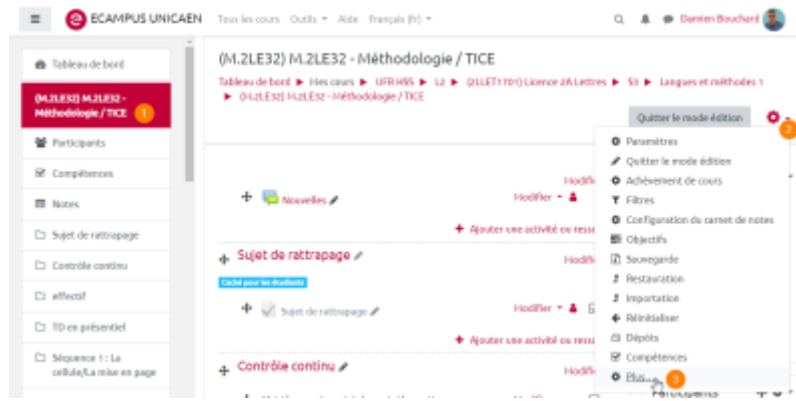 ECAMPUS UNICAEN Tous les cours Outils Aide Français (fr) Damien Bouchard
Tableau de bord
(M.2LE32) M.2LE32 -
Méthodologie / TICE 1
Participants
Compétences
Notes
Sujet de rattrapage
Contrôle continu
effectif
TD en présentiel
Séquence 1 : La
cellule/La mise en page
(M.2LE32) M.2LE32 - Méthodologie / TICE
Tableau de bord ▶ Mes cours ▶ UFR HSS ▶ L2 ▶ (2LLET1701) Licence 2A Lettres ▶ S3 ▶ Langues et méthodes 1
▶ (M.2LE32) M.2LE32 - Méthodologie / TICE
Quitter le mode édition
2
Modifi
Nouvelles Modifier
+ Ajouter une activité ou ress
Sujet de rattrapage Modifi
Caché pour les étudiants
Sujet de rattrapage Modifier
+ Ajouter une activité ou ress
Contrôle continu Modifi
Paramètres
Quitter le mode édition
Achèvement de cours
Filtres
Configuration du carnet de notes
Objectifs
Sauvegarde
Restauration
Importation
Réinitialiser
Dépôts
Compétences
Plus... 3
Participants